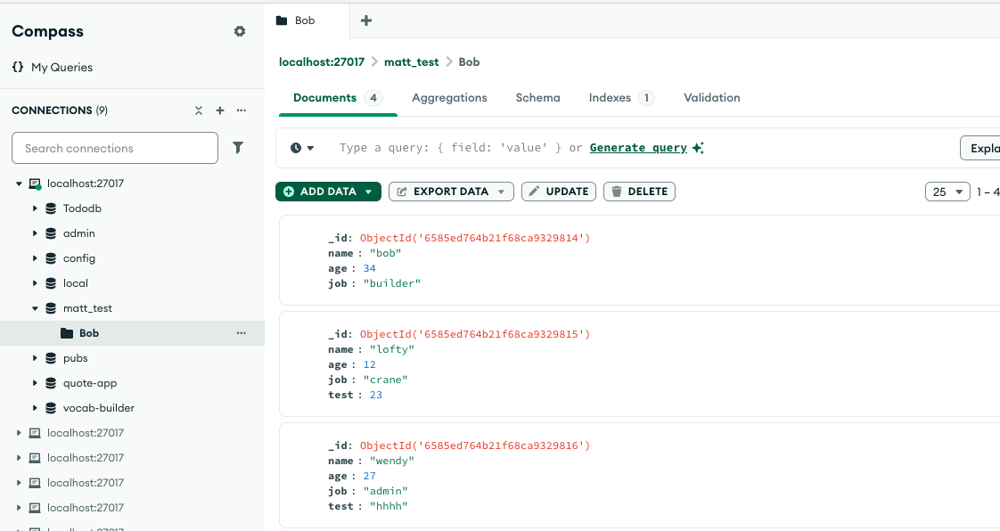 Compass
{} My Queries
CONNECTIONS (9)
Search connections
localhost:27017
Tododb
admin
config
local
matt_test
Bob
pubs
quote-app
vocab-builder
localhost:27017
localhost:27017
localhost:27017
localhost:27017
localhost:27017
Bob
localhost:27017 > matt_test > Bob
Documents 4 Aggregations Schema Indexes 1 Validation
Type a query: { field: 'value' } or Generate query
ADD DATA EXPORT DATA UPDATE DELETE 25 1 – 4
_id: ObjectId('6585ed764b21f68ca9329814')
name : "bob"
age : 34
job : "builder"
_id: ObjectId('6585ed764b21f68ca9329815')
name : "lofty"
age : 12
job : "crane"
test : 23
_id: ObjectId('6585ed764b21f68ca9329816')
name : "wendy"
age : 27
job : "admin"
test : "hhhh"